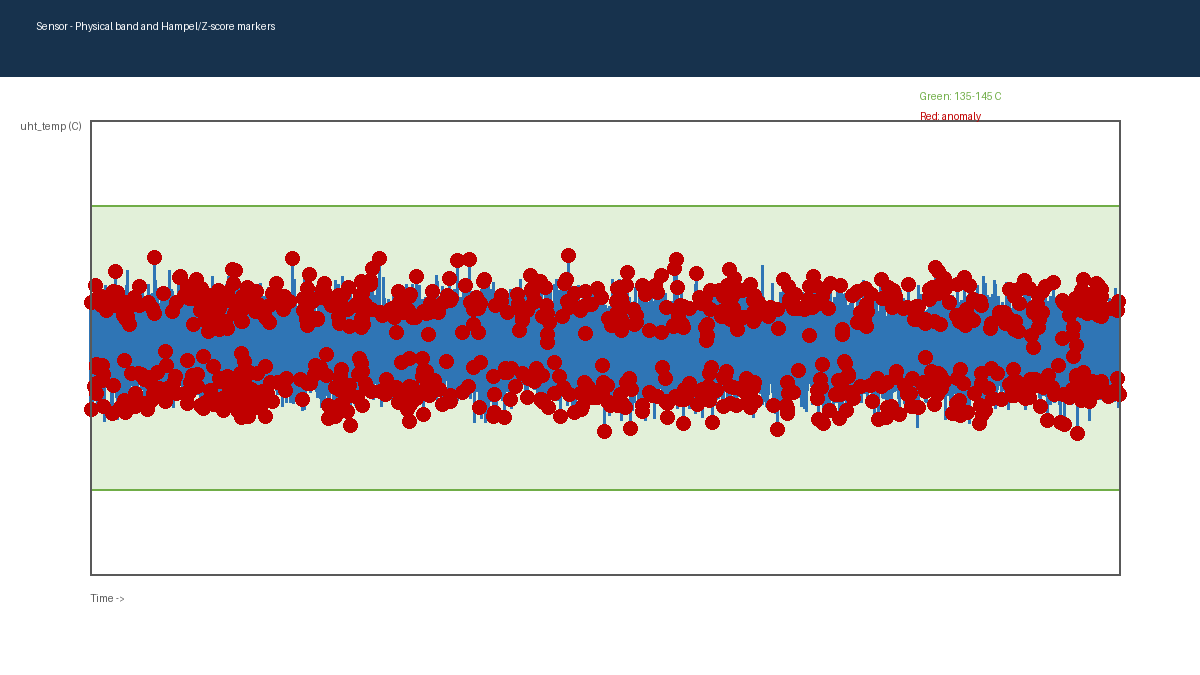 Sensor - Physical band and Hampel/Z-score markers
Green: 135-145 C
Red: anomaly
uht_temp (C)
Time ->